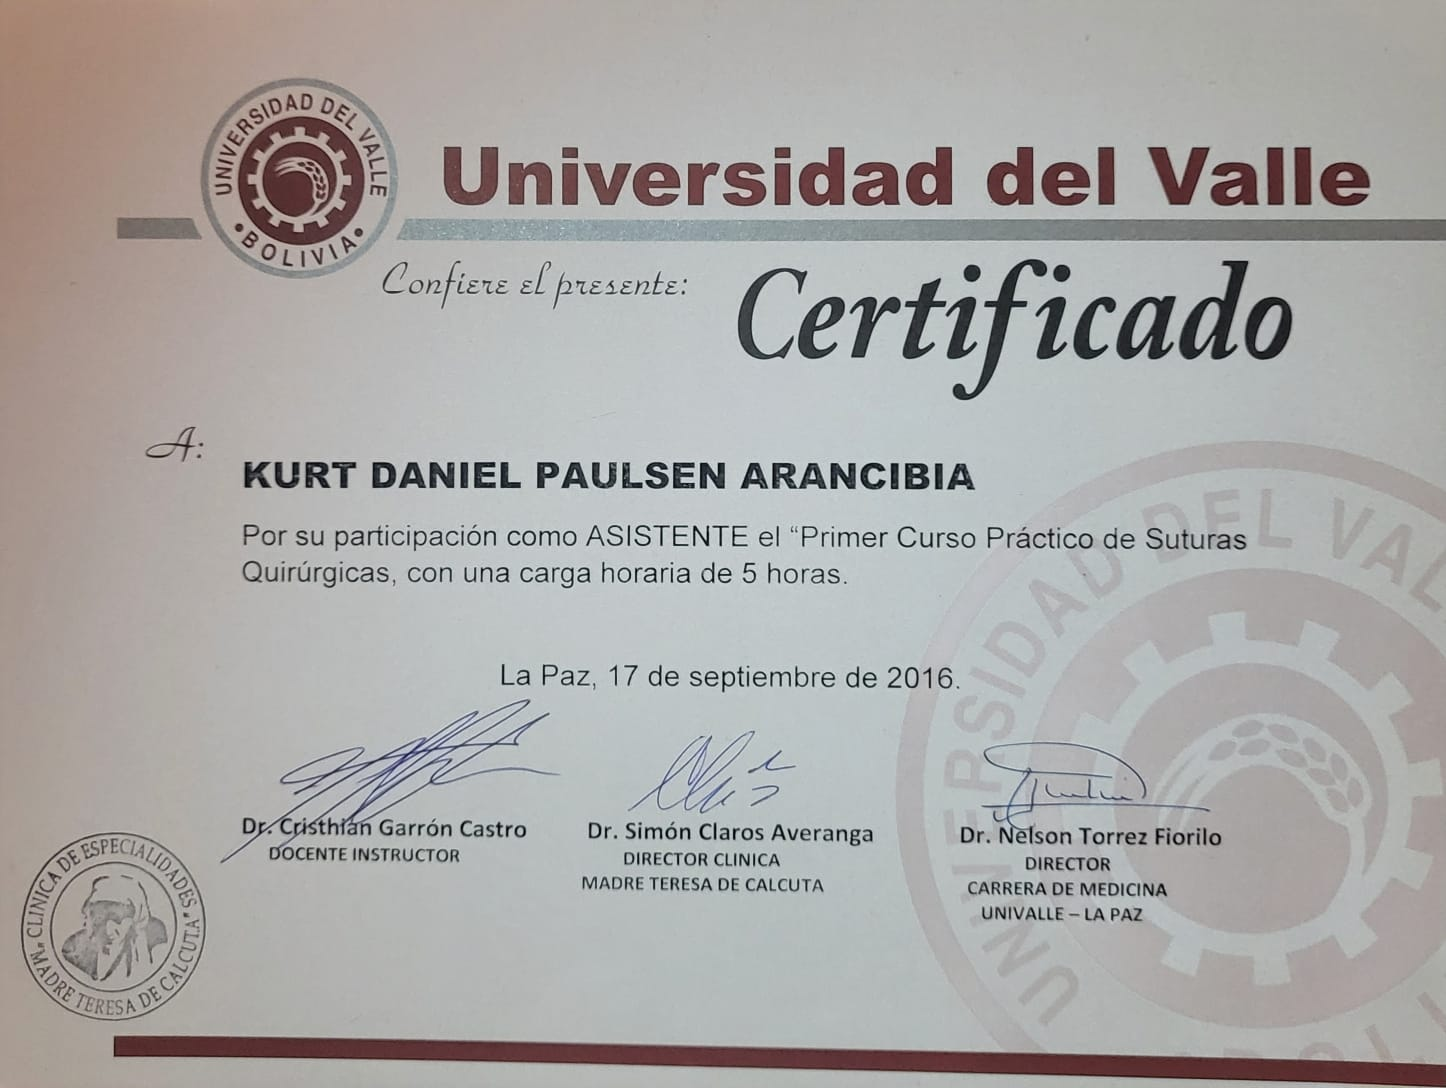 UNIVERSIDAD DEL VALLE
• BOLIVIA •
Universidad del Valle
Confiere el presente:
Certificado
A:
KURT DANIEL PAULSEN ARANCIBIA
Por su participación como ASISTENTE el “Primer Curso Práctico de Suturas
Quirúrgicas, con una carga horaria de 5 horas.
La Paz, 17 de septiembre de 2016.
Dr. Cristhian Garrón Castro
DOCENTE INSTRUCTOR
Dr. Simón Claros Averanga
DIRECTOR CLINICA
MADRE TERESA DE CALCUTA
Dr. Nelson Torrez Fiorilo
DIRECTOR
CARRERA DE MEDICINA
UNIVALLE – LA PAZ
CLINICA DE ESPECIALIDADES
MADRE TERESA DE CALCUTA
UNIVERSIDAD DEL VAL